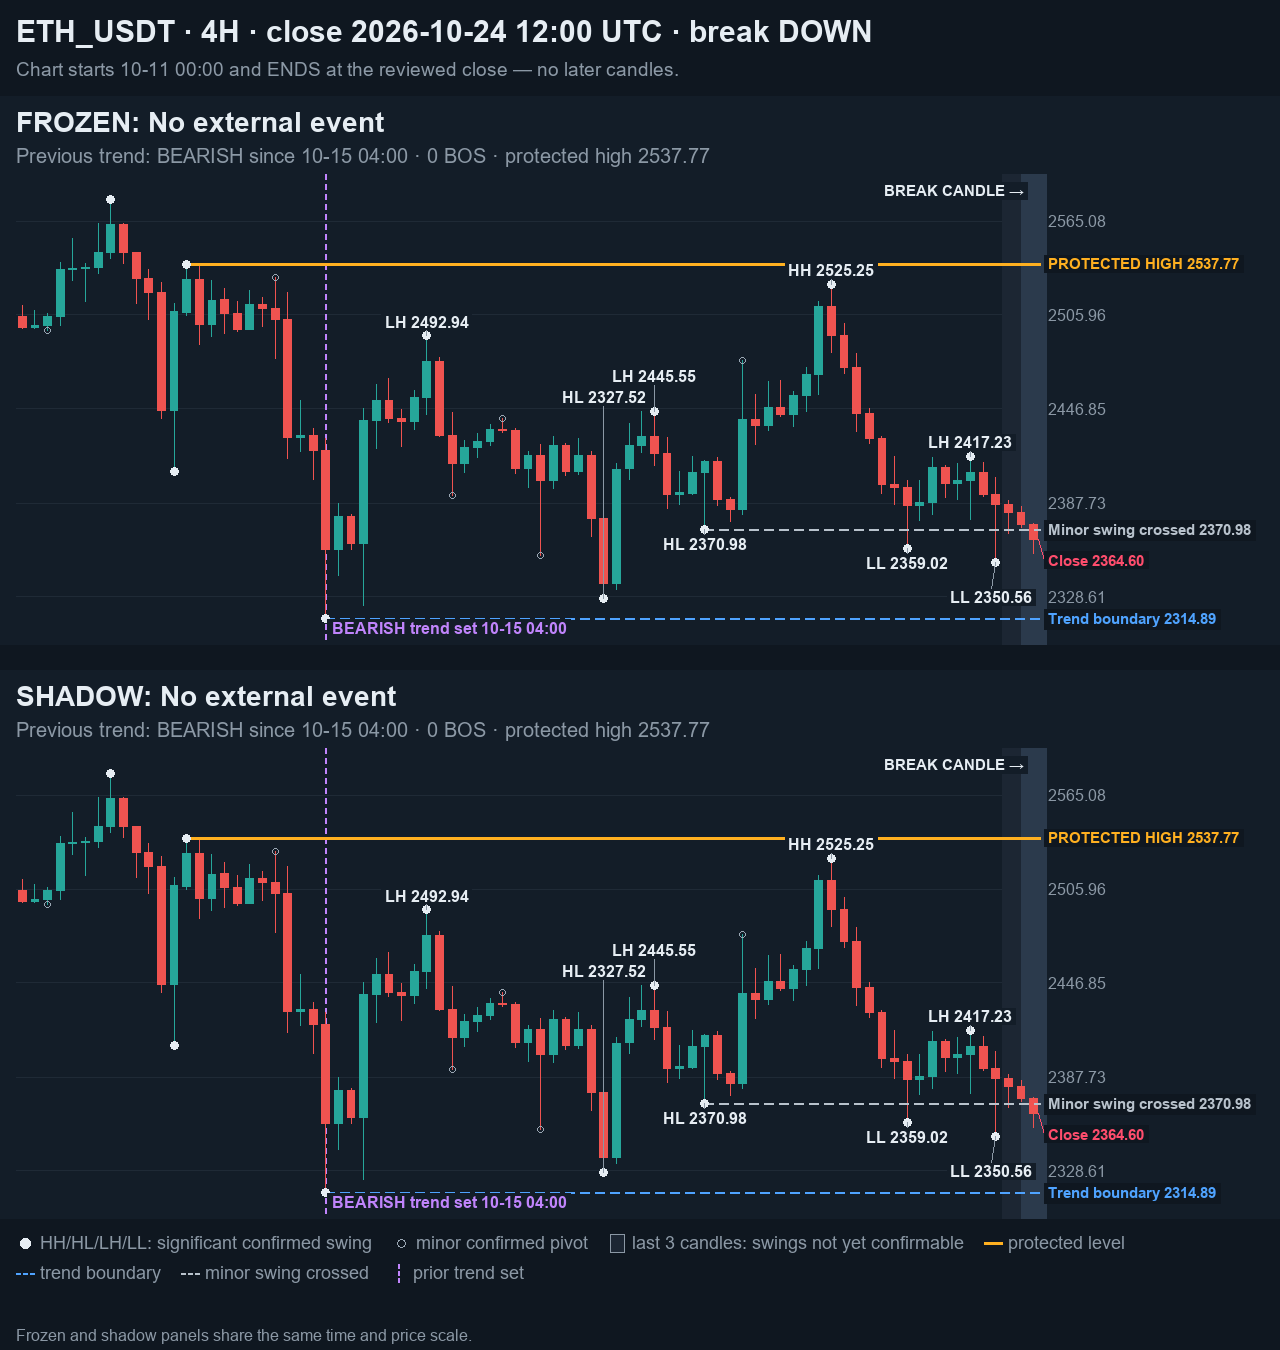 ETH_USDT · 4H · close 2026-10-24 12:00 UTC · break DOWN
Chart starts 10-11 00:00 and ENDS at the reviewed close — no later candles.
FROZEN: No external event
Previous trend: BEARISH since 10-15 04:00 · 0 BOS · protected high 2537.77
BREAK CANDLE →
2565.08
PROTECTED HIGH 2537.77
HH 2525.25
2505.96
LH 2492.94
LH 2445.55
HL 2327.52
2446.85
LH 2417.23
2387.73
Minor swing crossed 2370.98
HL 2370.98
LL 2359.02
Close 2364.60
LL 2350.56
2328.61
Trend boundary 2314.89
BEARISH trend set 10-15 04:00
SHADOW: No external event
Previous trend: BEARISH since 10-15 04:00 · 0 BOS · protected high 2537.77
BREAK CANDLE →
2565.08
PROTECTED HIGH 2537.77
HH 2525.25
2505.96
LH 2492.94
LH 2445.55
HL 2327.52
2446.85
LH 2417.23
2387.73
Minor swing crossed 2370.98
HL 2370.98
LL 2359.02
Close 2364.60
LL 2350.56
2328.61
Trend boundary 2314.89
BEARISH trend set 10-15 04:00
HH/HL/LH/LL: significant confirmed swing
minor confirmed pivot
last 3 candles: swings not yet confirmable
protected level
trend boundary
minor swing crossed
prior trend set
Frozen and shadow panels share the same time and price scale.